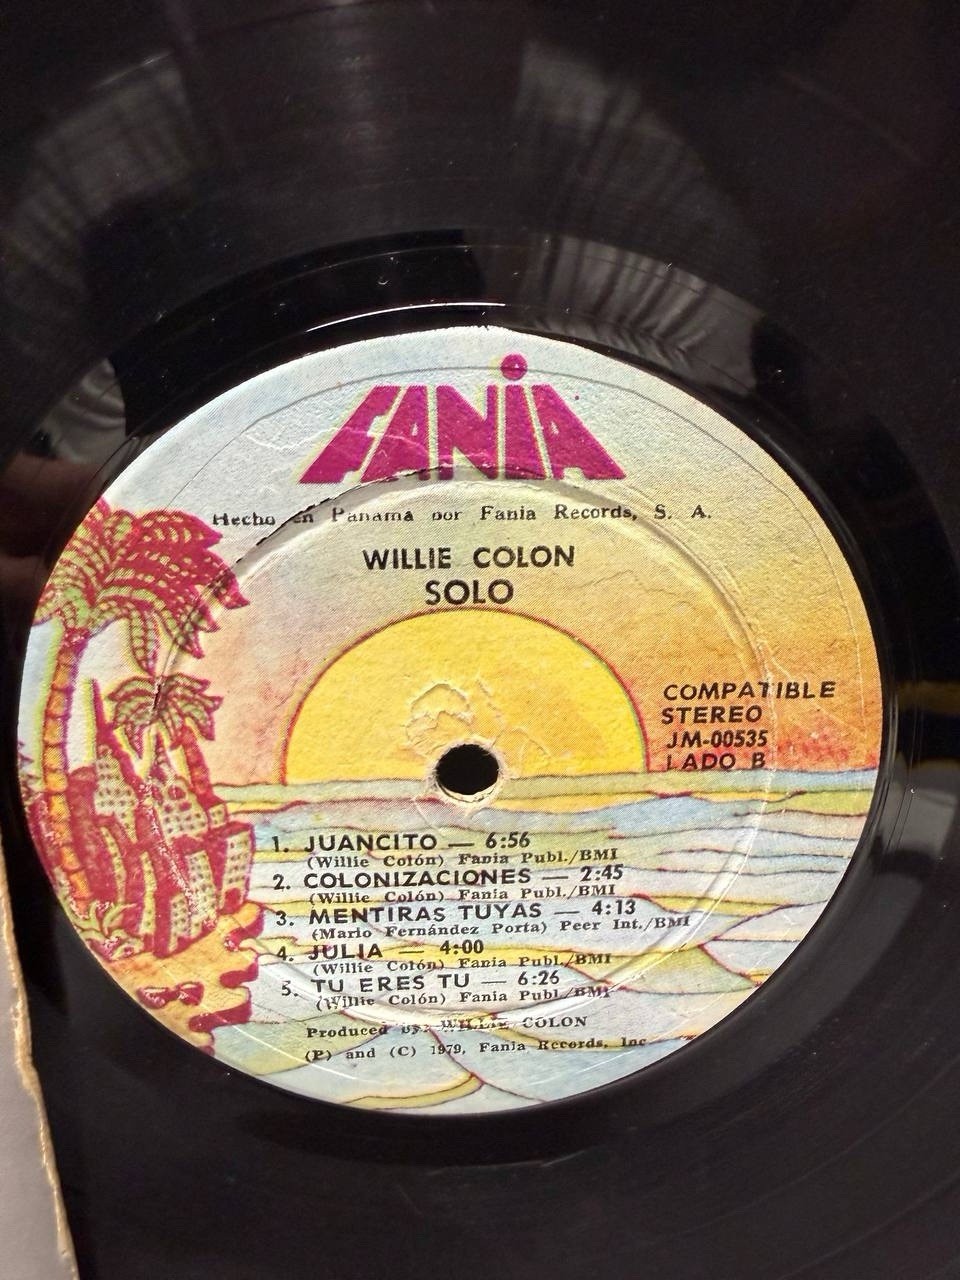 FANIA
Hecho en Panamá por Fania Records, S. A.
WILLIE COLON
SOLO
COMPATIBLE
STEREO
JM-00535
LADO B
1. JUANCITO — 6:56
(Willie Colón) Fania Publ./BMI
2. COLONIZACIONES — 2:45
(Willie Colón) Fania Publ./BMI
3. MENTIRAS TUYAS — 4:13
(Mario Fernández Porta) Peer Int./BMI
4. JULIA — 4:00
(Willie Colón) Fania Publ./BMI
5. TU ERES TU — 6:26
(Willie Colón) Fania Publ./BMI
Produced by: WILLIE COLON
(P) and (C) 1979, Fania Records, Inc